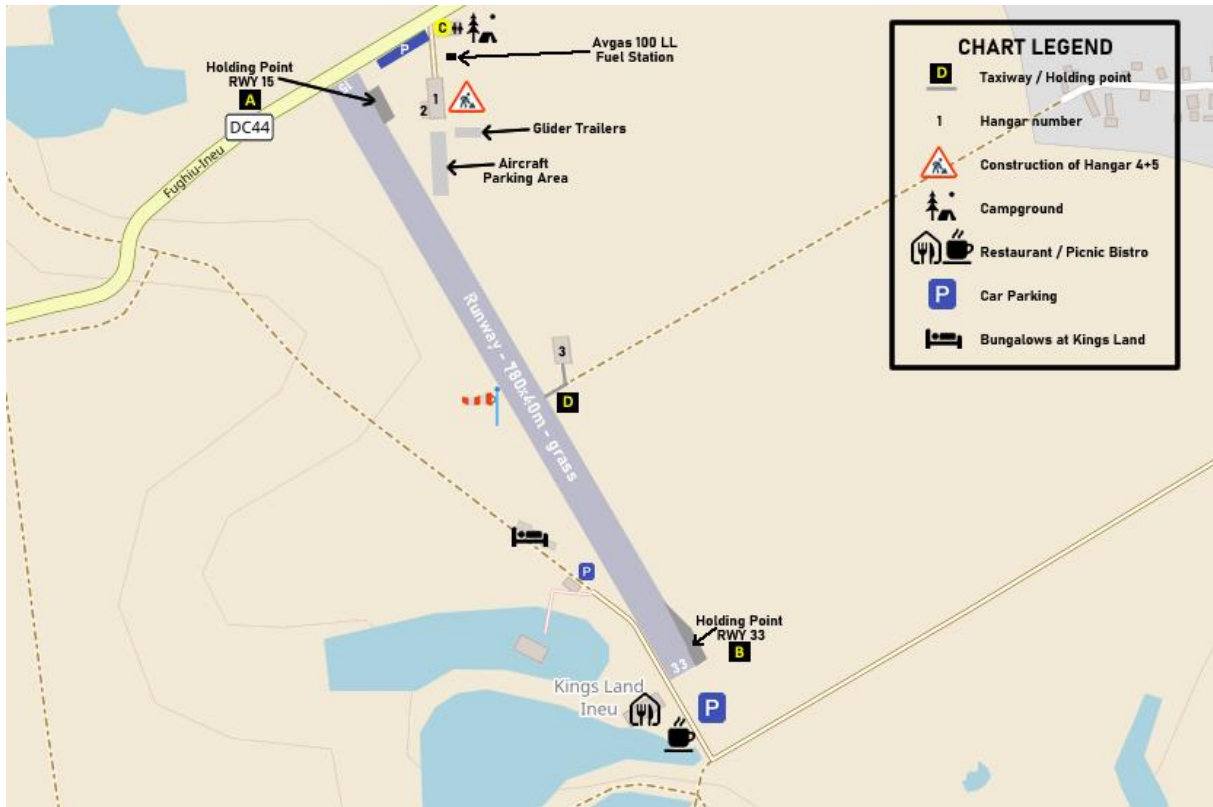 C
P
Avgas 100 LL
Fuel Station
Holding Point
RWY 15
A
DC44
Fughiu-Ineu
15
1
2
Glider Trailers
Aircraft
Parking Area
Runway - 780x40m - grass
3
D
P
Holding Point
RWY 33
B
33
Kings Land
Ineu
P
CHART LEGEND
D
Taxiway / Holding point
1
Hangar number
Construction of Hangar 4+5
Campground
Restaurant / Picnic Bistro
P
Car Parking
Bungalows at Kings Land